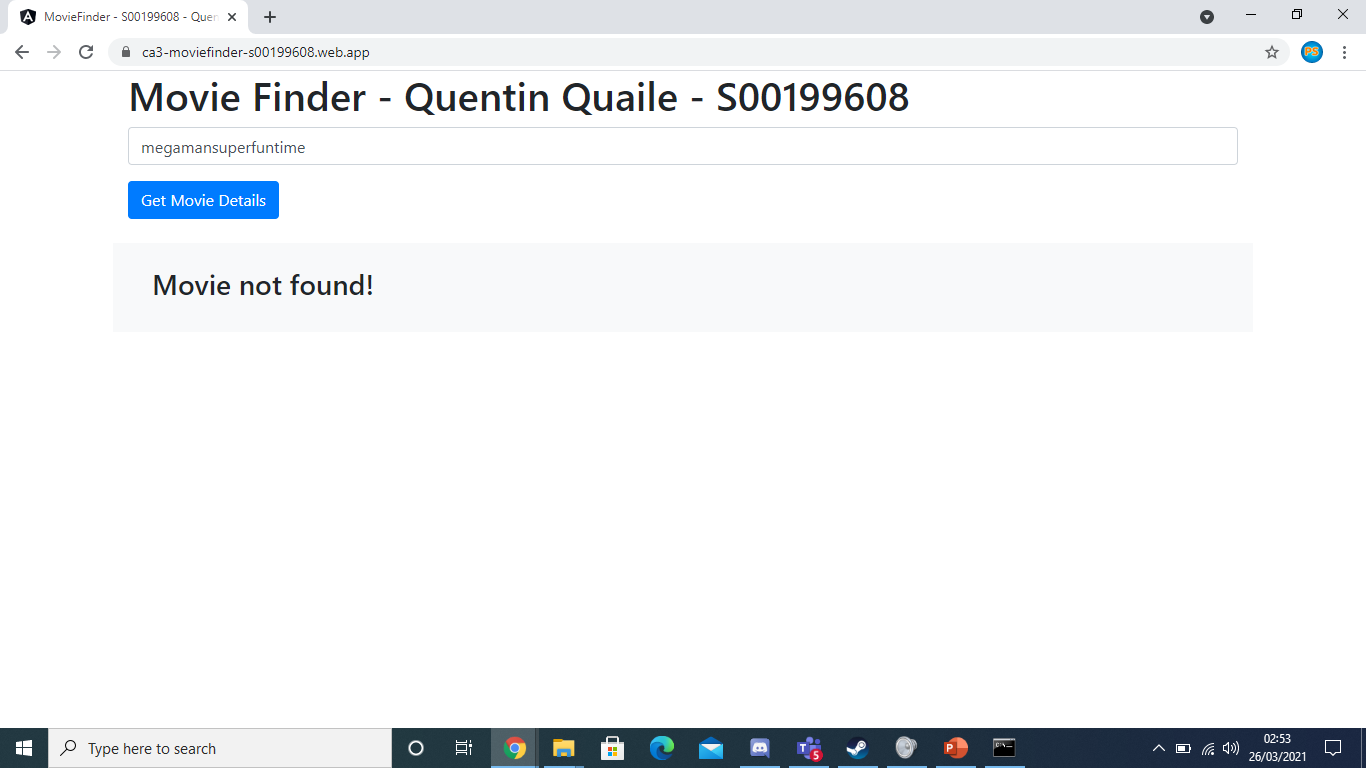 MovieFinder - S00199608 - Quen
ca3-moviefinder-s00199608.web.app
PS
Movie Finder - Quentin Quaile - S00199608
megamansuperfuntime
Get Movie Details
Movie not found!
Type here to search
5
02:53
26/03/2021